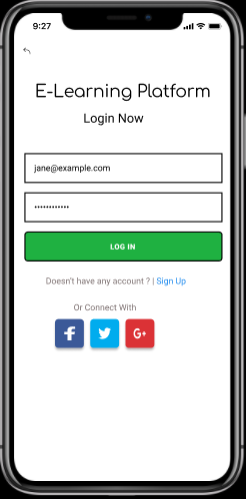 9:27
E-Learning Platform
Login Now
jane@example.com
••••••••••••
LOG IN
Doesn't have any account ? | Sign Up
Or Connect With
f
G+